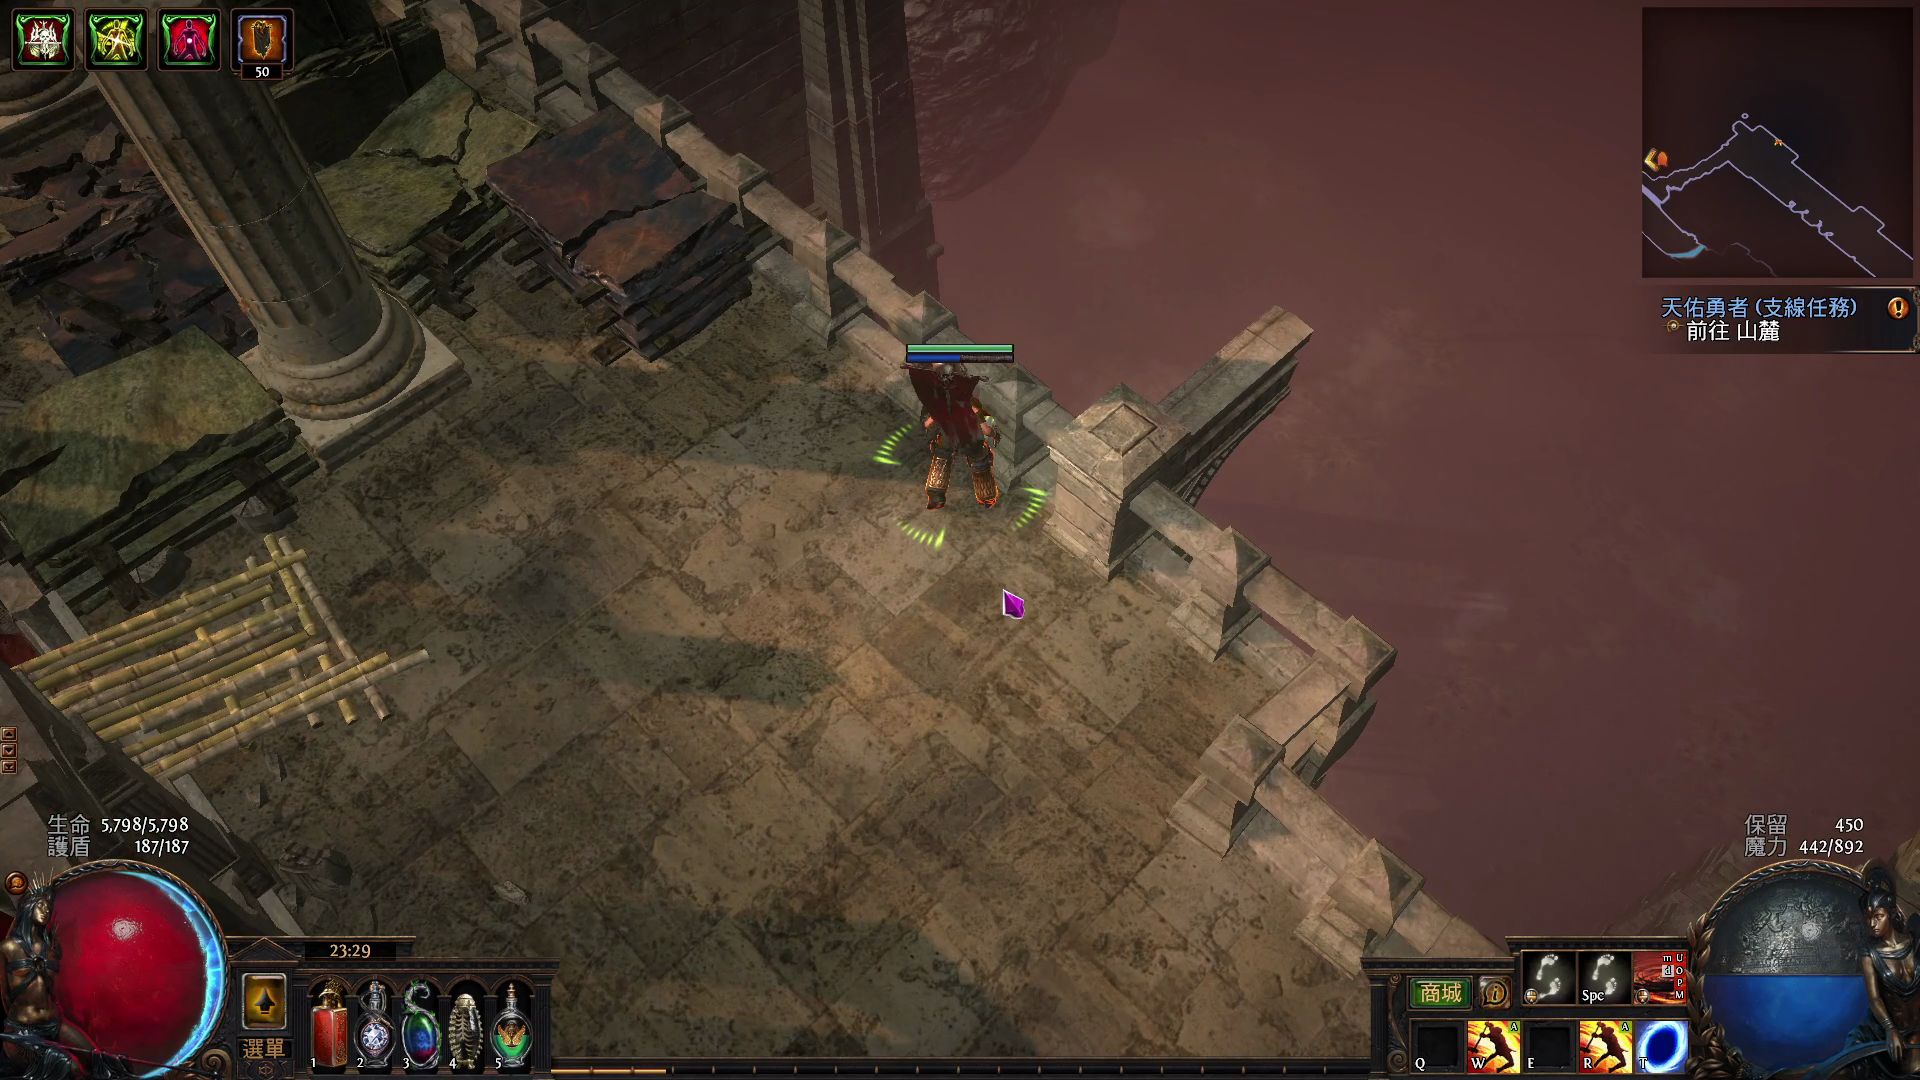 50
天佑勇者 (支線任務)
前往 山麓
生命 5,798/5,798
護盾 187/187
保留 450
魔力 442/892
23:29
選單
1
2
3
4
5
商城
Spc
m U
d O
P
M
Q
W A
E
R A
T